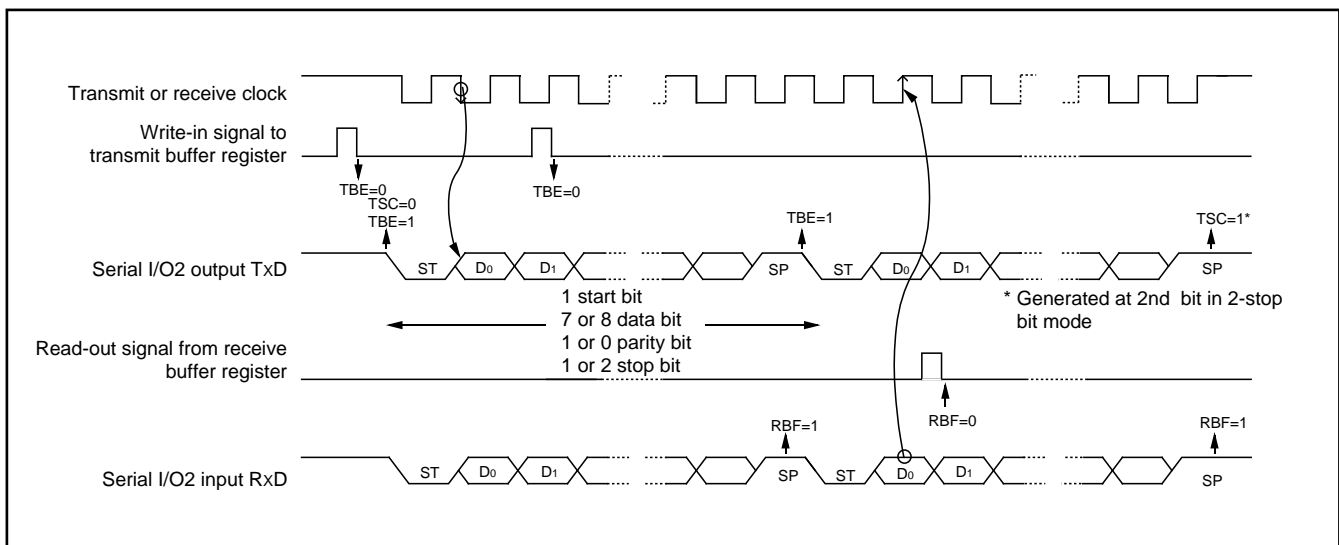 Transmit or receive clock
Write-in signal to
transmit buffer register
TBE=0
TSC=0
TBE=1
TBE=0
TBE=1
TSC=1*
Serial I/O2 output TxD
ST
D0
D1
SP
ST
D0
D1
SP
1 start bit
7 or 8 data bit
1 or 0 parity bit
1 or 2 stop bit
* Generated at 2nd bit in 2-stop
bit mode
Read-out signal from receive
buffer register
RBF=0
RBF=1
RBF=1
Serial I/O2 input RxD
ST
D0
D1
SP
ST
D0
D1
SP